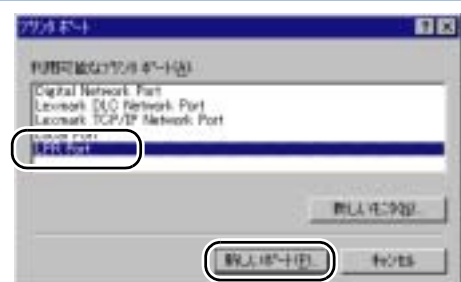 プリンタ ポート
利用可能なプリンタ ポート(A):
Digital Network Port
Lexmark DLC Network Port
Lexmark TCP/IP Network Port
Local Port
LPR Port
新しいモニタ(N)...
新しいポート(P)...
キャンセル